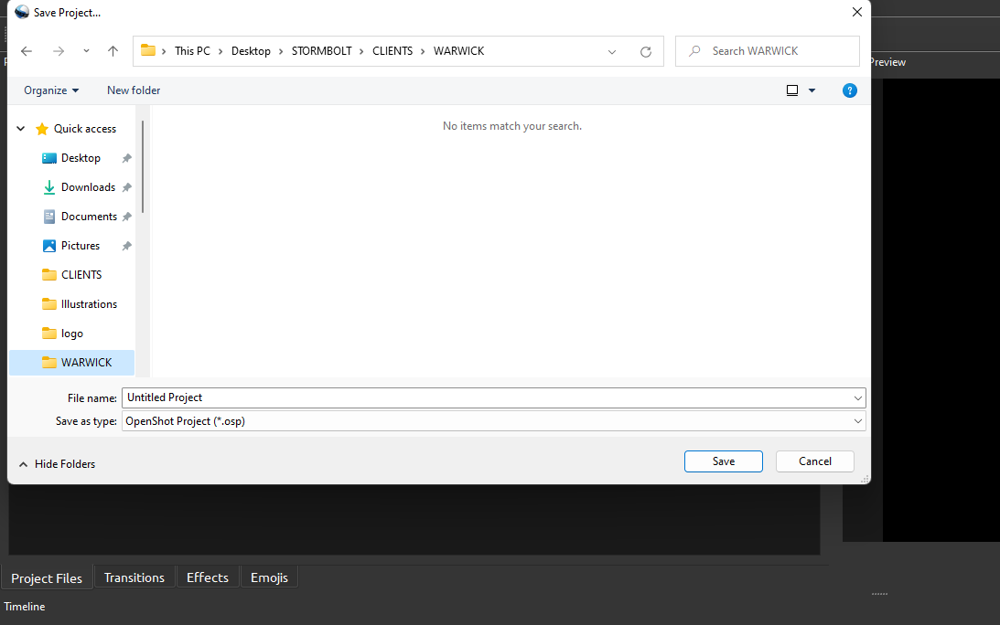 Save Project...
This PC > Desktop > STORMBOLT > CLIENTS > WARWICK
Search WARWICK
Preview
Organize
New folder
?
Quick access
No items match your search.
Desktop
Downloads
Documents
Pictures
CLIENTS
Illustrations
logo
WARWICK
File name: Untitled Project
Save as type: OpenShot Project (*.osp)
Hide Folders
Save
Cancel
Project Files
Transitions
Effects
Emojis
Timeline